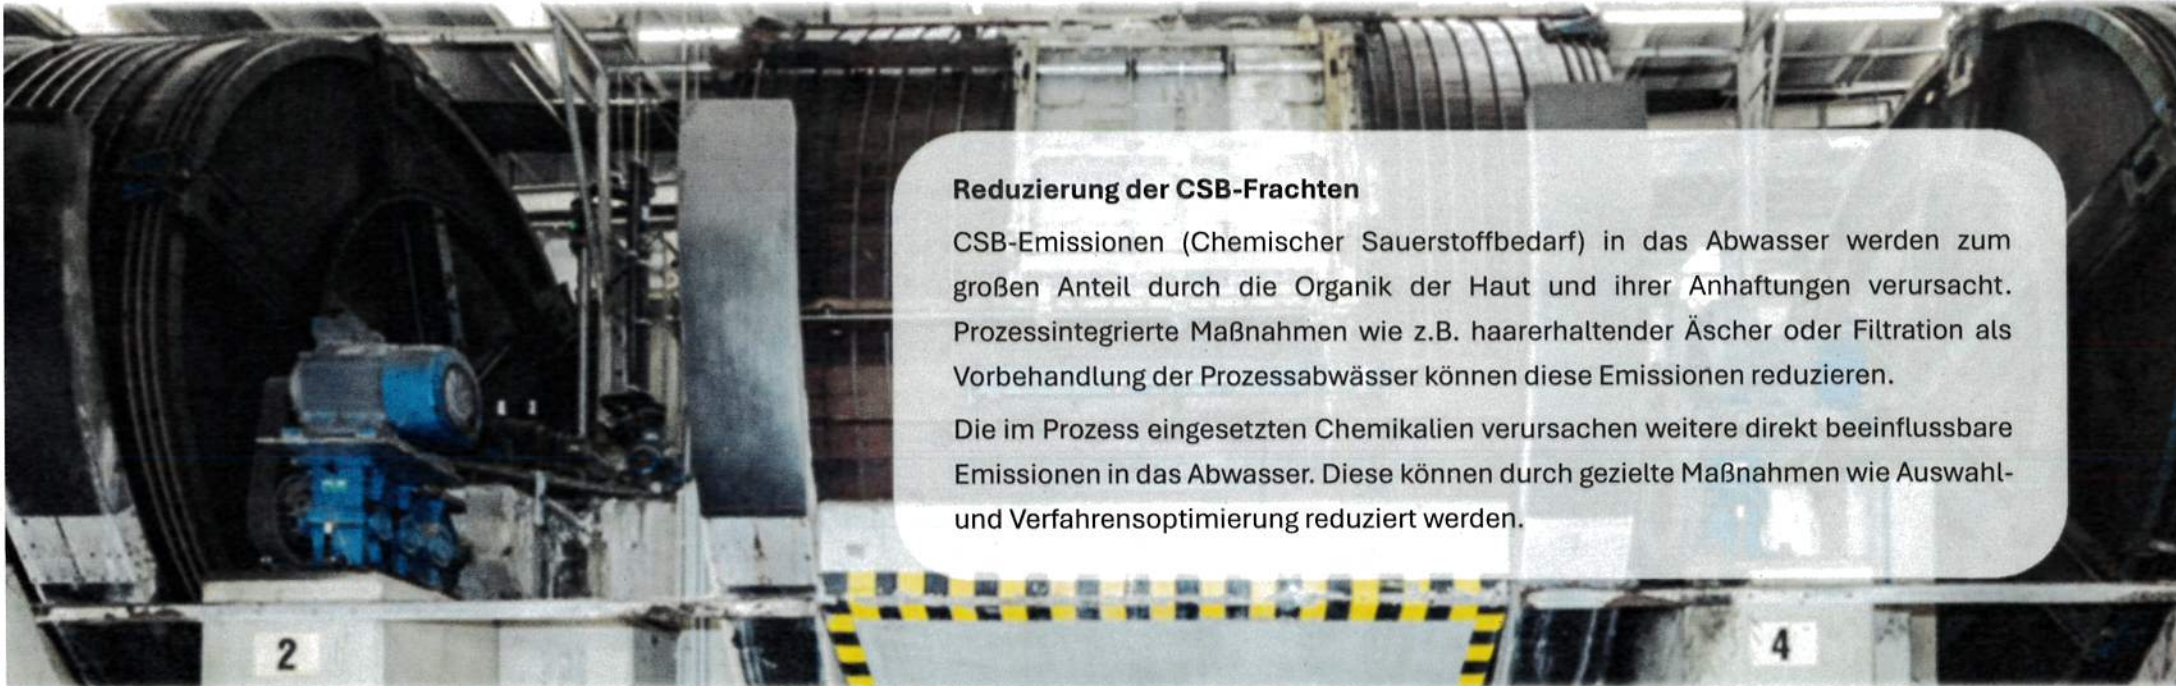 Reduzierung der CSB-Frachten
CSB-Emissionen (Chemischer Sauerstoffbedarf) in das Abwasser werden zum
großen Anteil durch die Organik der Haut und ihrer Anhaftungen verursacht.
Prozessintegrierte Maßnahmen wie z.B. haarerhaltender Äscher oder Filtration als
Vorbehandlung der Prozessabwässer können diese Emissionen reduzieren.
Die im Prozess eingesetzten Chemikalien verursachen weitere direkt beeinflussbare
Emissionen in das Abwasser. Diese können durch gezielte Maßnahmen wie Auswahl-
und Verfahrensoptimierung reduziert werden.
2
4